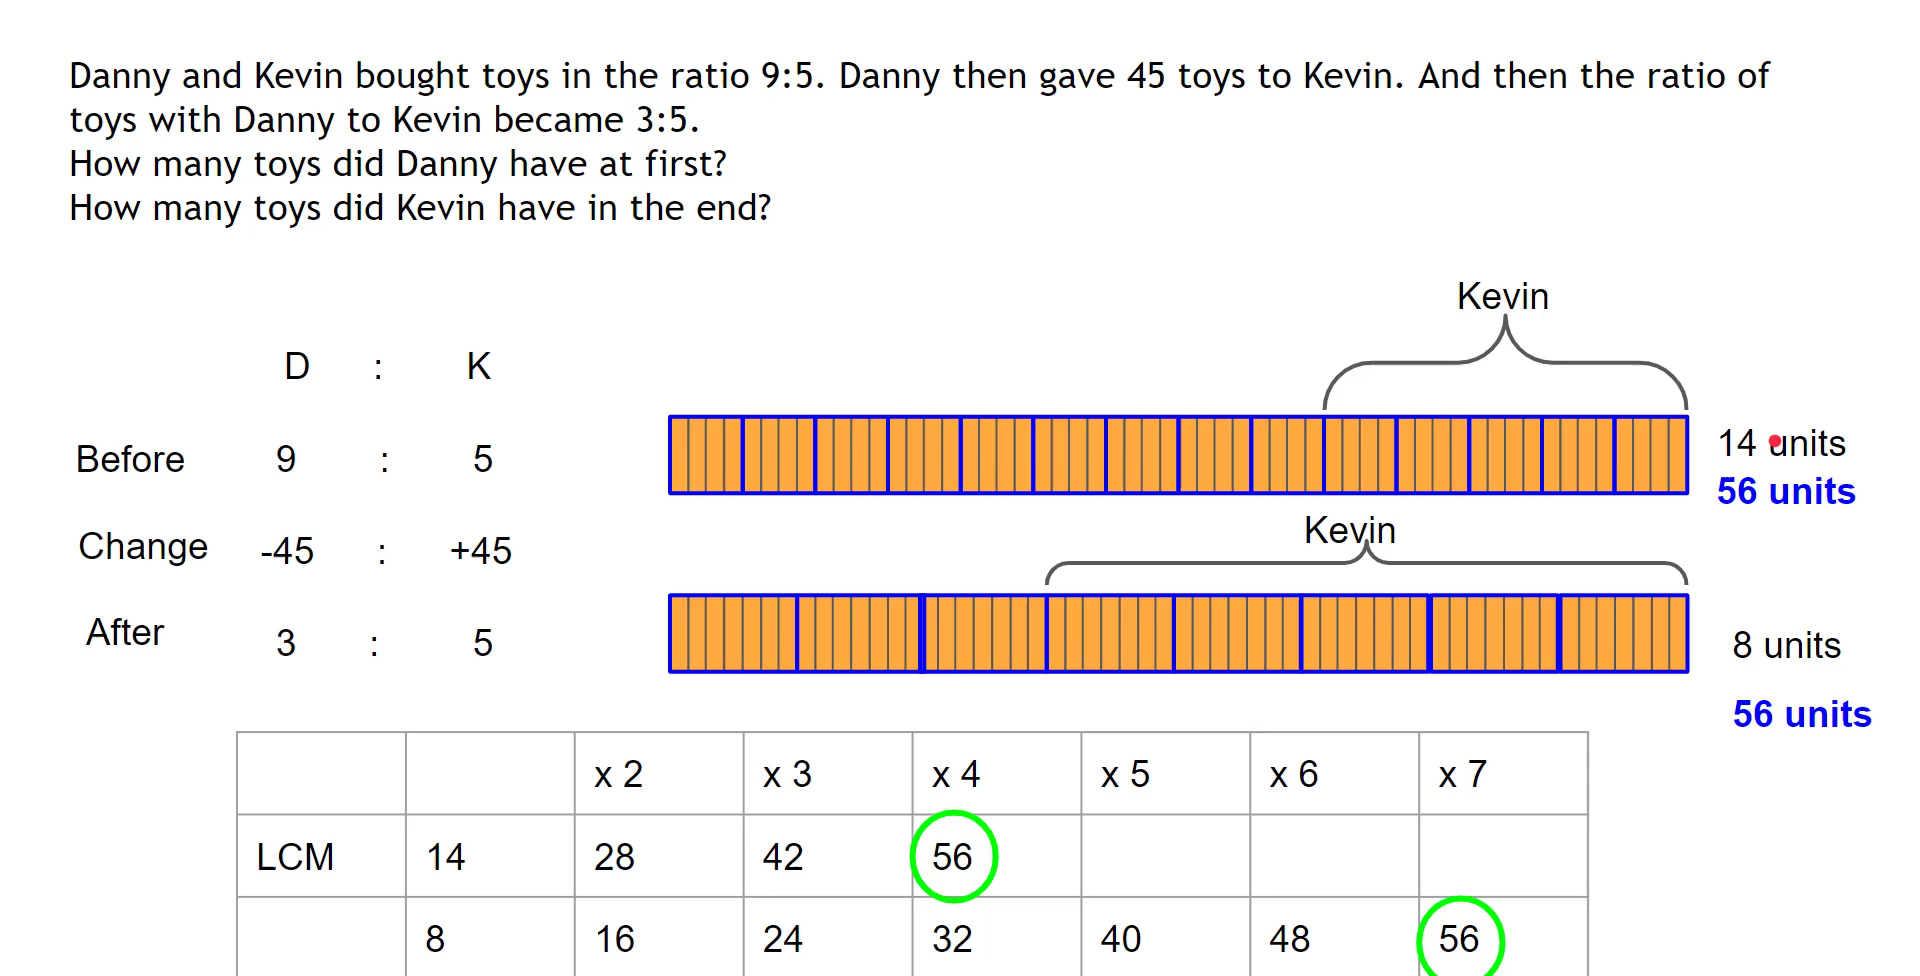 Danny and Kevin bought toys in the ratio 9:5. Danny then gave 45 toys to Kevin. And then the ratio of
toys with Danny to Kevin became 3:5.
How many toys did Danny have at first?
How many toys did Kevin have in the end?
Kevin
D : K
Before 9 : 5
14 units
56 units
Kevin
Change -45 : +45
After 3 : 5
8 units
56 units
x 2 x 3 x 4 x 5 x 6 x 7
LCM 14 28 42 56
8 16 24 32 40 48 56